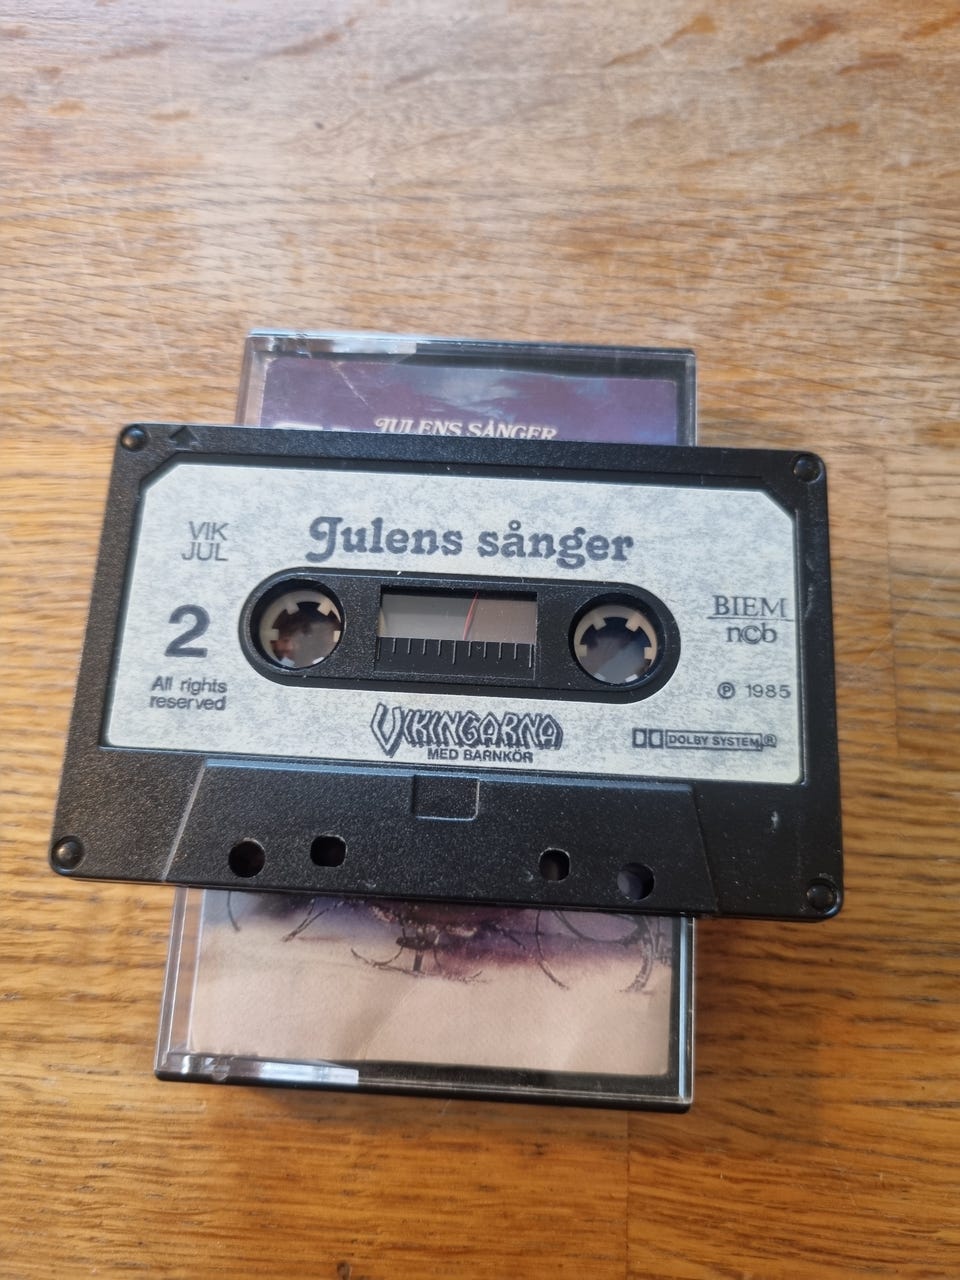 JULENS SÅNGER
VIK
JUL
Julens sånger
2
All rights
reserved
BIEM
ncb
℗ 1985
VIKINGARNA
MED BARNKÖR
DOLBY SYSTEM ®